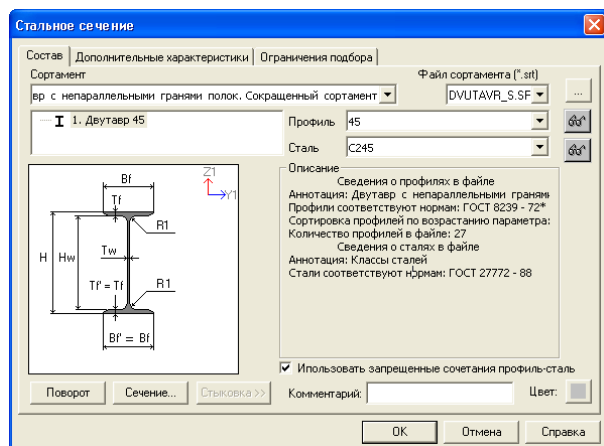 Стальное сечение
Состав
Дополнительные характеристики
Ограничения подбора
Сортамент
Файл сортамента (*.srt)
вр с непараллельными гранями полок. Сокращенный сортамент
DVUTAVR_S.SF
...
1. Двутавр 45
Профиль
45
Сталь
С245
Описание
Сведения о профилях в файле
Аннотация: Двутавр с непараллельным гранями
Профили соответствуют нормам: ГОСТ 8239 - 72*
Сортировка профилей по возрастанию параметра:
Количество профилей в файле: 27
Сведения о сталях в файле
Аннотация: Классы сталей
Стали соответствуют нормам: ГОСТ 27772 - 88
Bf
Z1
Y1
Tf
R1
Tw
H
Hw
Tf' = Tf
R1
Bf' = Bf
Ипользовать запрещенные сочетания профиль-сталь
Поворот
Сечение...
Стыковка >>
Комментарий:
Цвет:
OK
Отмена
Справка